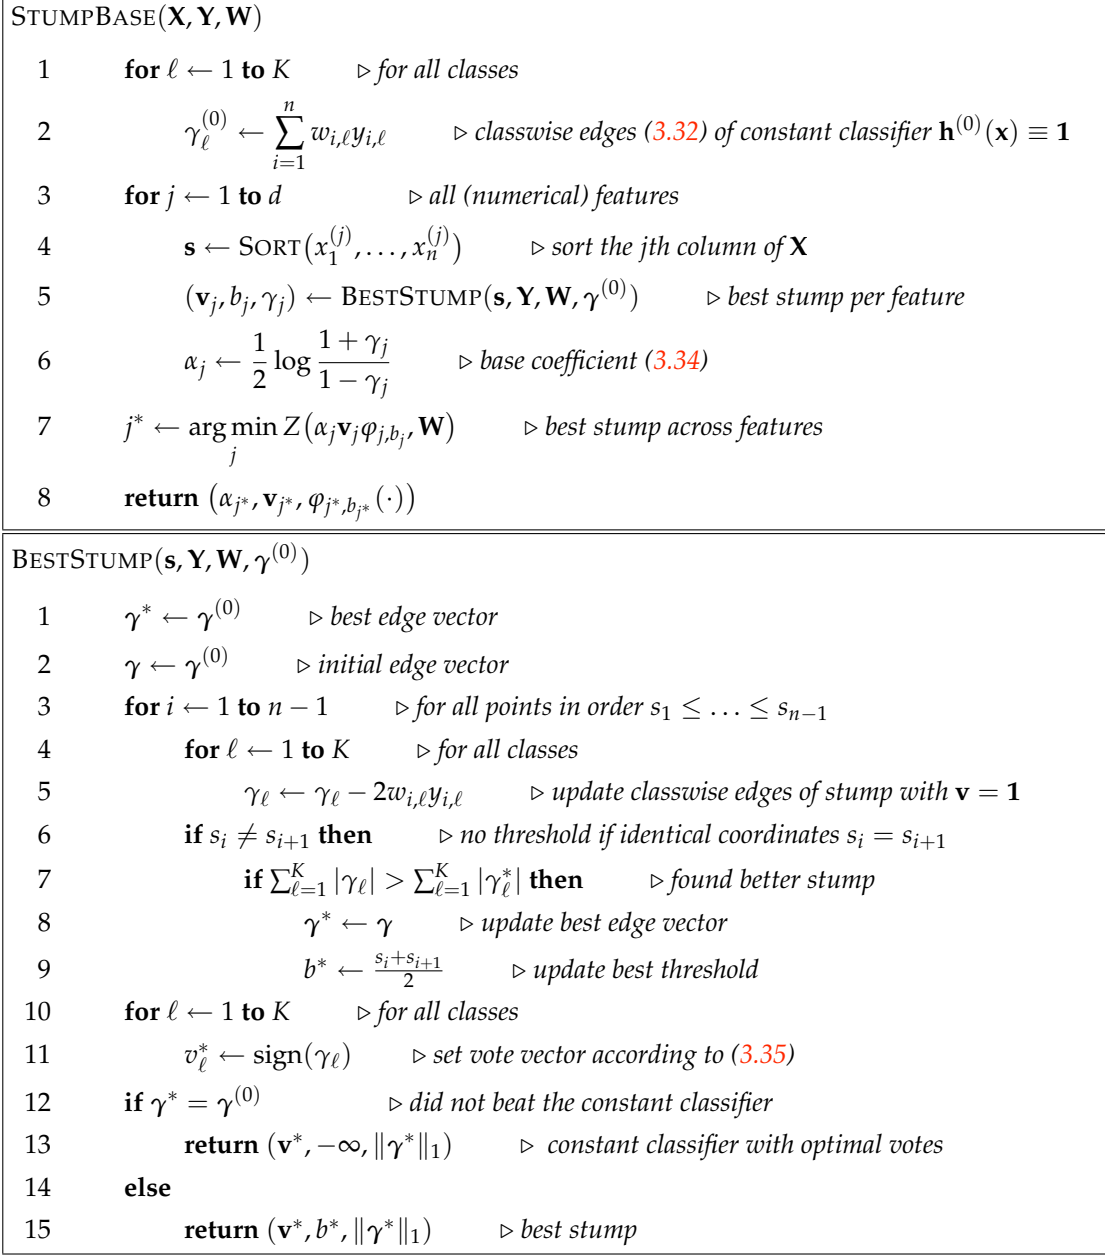 STUMPBASE(X, Y, W)
1 for ℓ ← 1 to K ▷ for all classes
2 γ_ℓ^{(0)} ← ∑_{i=1}^{n} w_{i,ℓ} y_{i,ℓ} ▷ classwise edges (3.32) of constant classifier h^{(0)}(x) ≡ 1
3 for j ← 1 to d ▷ all (numerical) features
4 s ← SORT(x_1^{(j)}, . . . , x_n^{(j)}) ▷ sort the jth column of X
5 (v_j, b_j, γ_j) ← BESTSTUMP(s, Y, W, γ^{(0)}) ▷ best stump per feature
6 α_j ← \frac{1}{2} log \frac{1 + γ_j}{1 − γ_j} ▷ base coefficient (3.34)
7 j* ← arg min_j Z(α_j v_j φ_{j,b_j}, W) ▷ best stump across features
8 return (α_{j*}, v_{j*}, φ_{j*,b_{j*}}(·))
BESTSTUMP(s, Y, W, γ^{(0)})
1 γ* ← γ^{(0)} ▷ best edge vector
2 γ ← γ^{(0)} ▷ initial edge vector
3 for i ← 1 to n − 1 ▷ for all points in order s_1 ≤ . . . ≤ s_{n−1}
4 for ℓ ← 1 to K ▷ for all classes
5 γ_ℓ ← γ_ℓ − 2w_{i,ℓ} y_{i,ℓ} ▷ update classwise edges of stump with v = 1
6 if s_i ≠ s_{i+1} then ▷ no threshold if identical coordinates s_i = s_{i+1}
7 if ∑_{ℓ=1}^{K} |γ_ℓ| > ∑_{ℓ=1}^{K} |γ_ℓ^*| then ▷ found better stump
8 γ* ← γ ▷ update best edge vector
9 b* ← \frac{s_i + s_{i+1}}{2} ▷ update best threshold
10 for ℓ ← 1 to K ▷ for all classes
11 v_ℓ^* ← sign(γ_ℓ) ▷ set vote vector according to (3.35)
12 if γ* = γ^{(0)} ▷ did not beat the constant classifier
13 return (v*, −∞, ‖γ*‖_1) ▷ constant classifier with optimal votes
14 else
15 return (v*, b*, ‖γ*‖_1) ▷ best stump